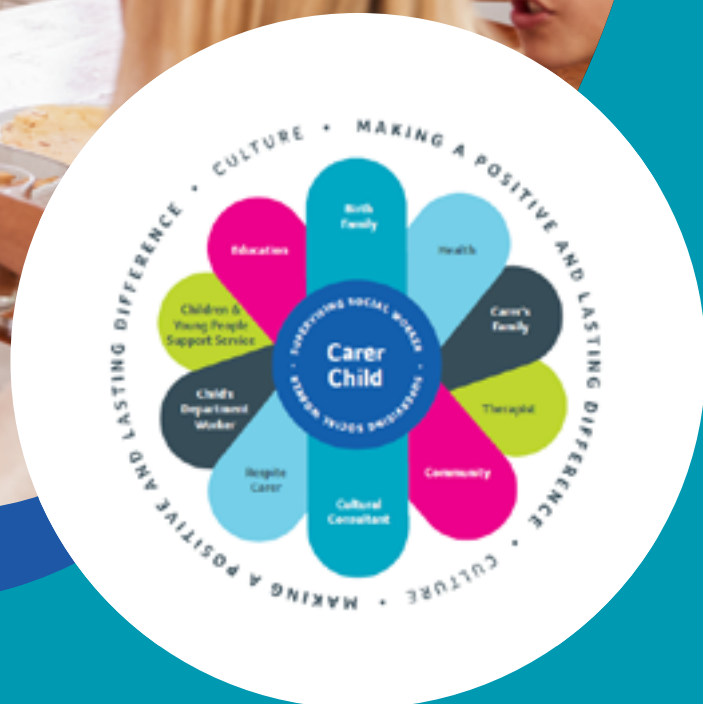 MAKING A POSITIVE AND LASTING DIFFERENCE • CULTURE •
MAKING A POSITIVE AND LASTING DIFFERENCE • CULTURE •
Birth
Family
Health
Carer's
Family
Therapist
Community
Cultural
Consultant
Respite
Carer
Child's
Department
Worker
Children &
Young People
Support Service
Education
SUPERVISING SOCIAL WORKER •
SUPERVISING SOCIAL WORKER •
Carer
Child